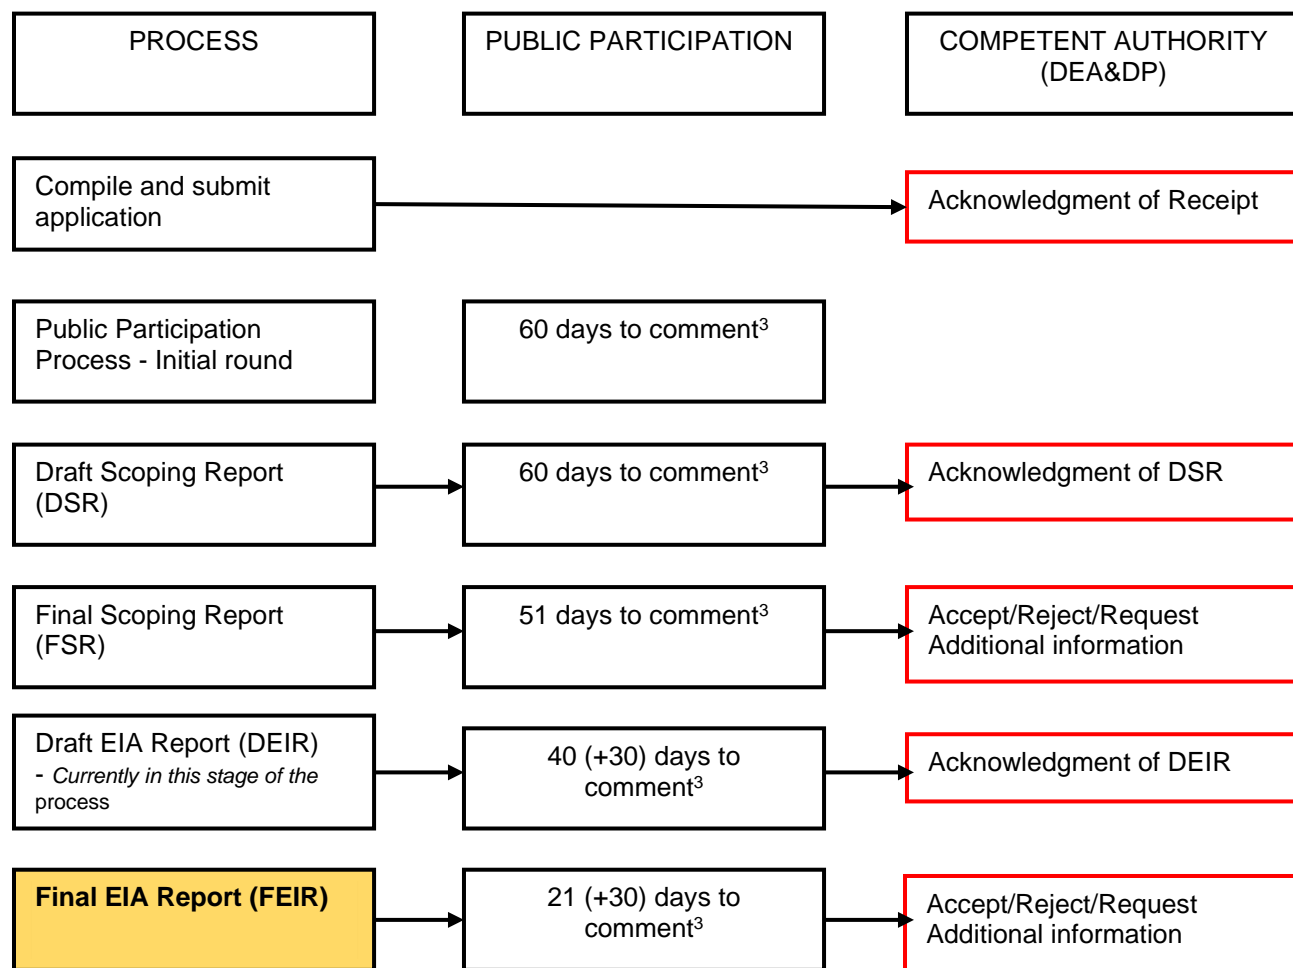 PROCESS
PUBLIC PARTICIPATION
COMPETENT AUTHORITY
(DEA&DP)
Compile and submit
application
Acknowledgment of Receipt
Public Participation
Process - Initial round
60 days to comment³
Draft Scoping Report
(DSR)
60 days to comment³
Acknowledgment of DSR
Final Scoping Report
(FSR)
51 days to comment³
Accept/Reject/Request
Additional information
Draft EIA Report (DEIR)
- Currently in this stage of the
process
40 (+30) days to
comment³
Acknowledgment of DEIR
Final EIA Report (FEIR)
21 (+30) days to
comment³
Accept/Reject/Request
Additional information